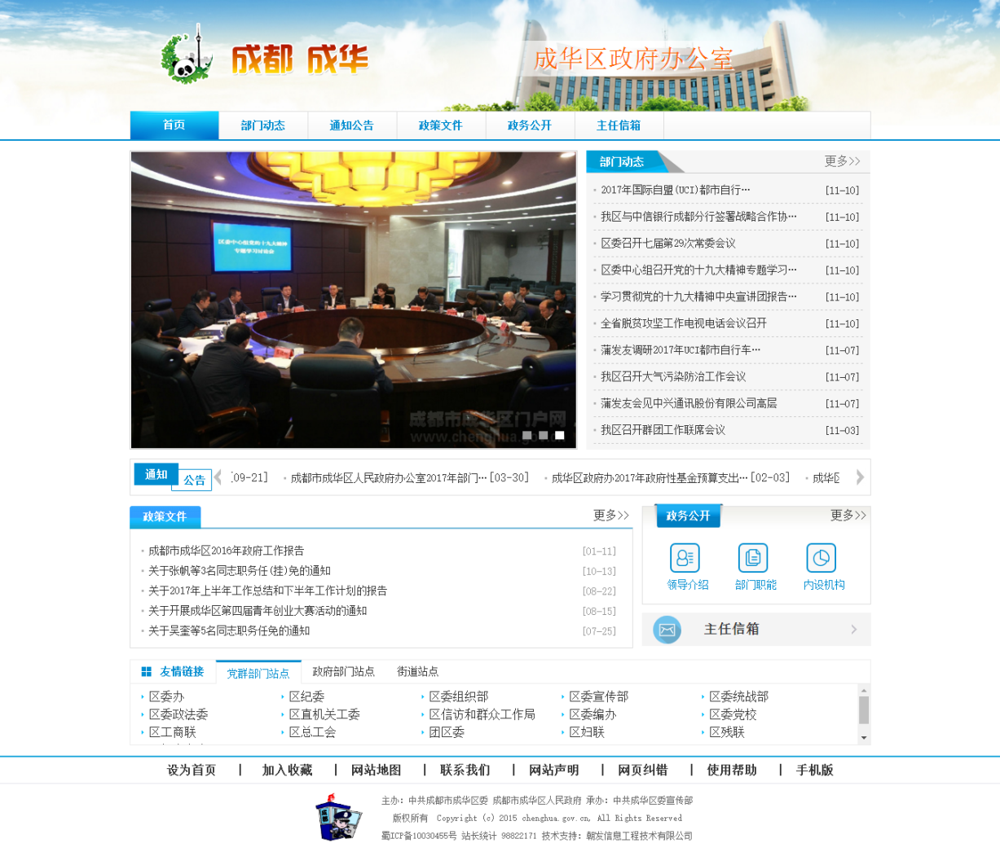 成都 成华
成华区政府办公室
首页 部门动态 通知公告 政策文件 政务公开 主任信箱
区委中心组党的十九大精神
专题学习讨论会
成都市成华区门户网
www.chenghua.gov.cn
部门动态 更多>>
2017年国际自盟(UCI)都市自行… [11-10]
我区与中信银行成都分行签署战略合作协… [11-10]
区委召开七届第29次常委会议 [11-10]
区委中心组召开党的十九大精神专题学习… [11-10]
学习贯彻党的十九大精神中央宣讲团报告… [11-10]
全省脱贫攻坚工作电视电话会议召开 [11-10]
蒲发友调研2017年UCI都市自行车… [11-07]
我区召开大气污染防治工作会议 [11-07]
蒲发友会见中兴通讯股份有限公司高层 [11-07]
我区召开群团工作联席会议 [11-03]
通知 公告 [09-21] 成都市成华区人民政府办公室2017年部门… [03-30] 成华区政府办2017年政府性基金预算支出… [02-03] 成华区
政策文件 更多>>
成都市成华区2016年政府工作报告 [01-11]
关于张帆等3名同志职务任(挂)免的通知 [10-13]
关于2017年上半年工作总结和下半年工作计划的报告 [08-22]
关于开展成华区第四届青年创业大赛活动的通知 [08-15]
关于吴銮等5名同志职务任免的通知 [07-25]
政务公开 更多>>
领导介绍 部门职能 内设机构
主任信箱
友情链接 党群部门站点 政府部门站点 街道站点
区委办 区纪委 区委组织部 区委宣传部 区委统战部
区委政法委 区直机关工委 区信访和群众工作局 区委编办 区委党校
区工商联 区总工会 团区委 区妇联 区残联
设为首页 | 加入收藏 | 网站地图 | 联系我们 | 网站声明 | 网页纠错 | 使用帮助 | 手机版
主办：中共成都市成华区委 成都市成华区人民政府 承办：中共成华区委宣传部
版权所有 Copyright (c) 2015 chenghua.gov.cn, All Rights Reserved
蜀ICP备10030455号 站长统计 98822171 技术支持：朝发信息工程技术有限公司